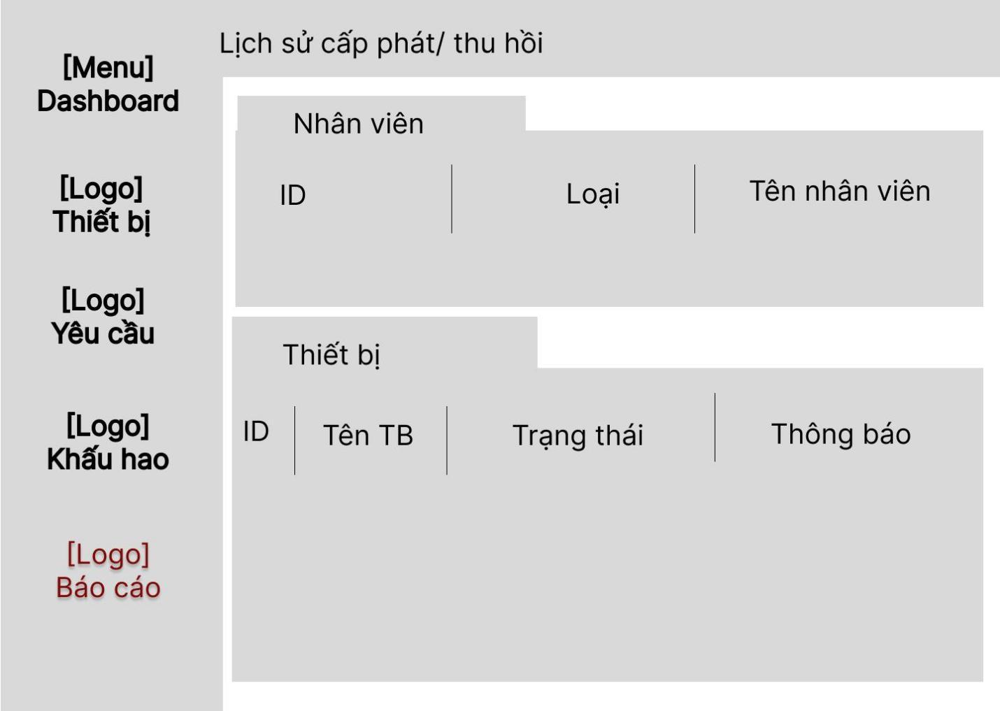 Lịch sử cấp phát/ thu hồi
[Menu]
Dashboard
[Logo]
Thiết bị
[Logo]
Yêu cầu
[Logo]
Khấu hao
[Logo]
Báo cáo
Nhân viên
ID
Loại
Tên nhân viên
Thiết bị
ID
Tên TB
Trạng thái
Thông báo